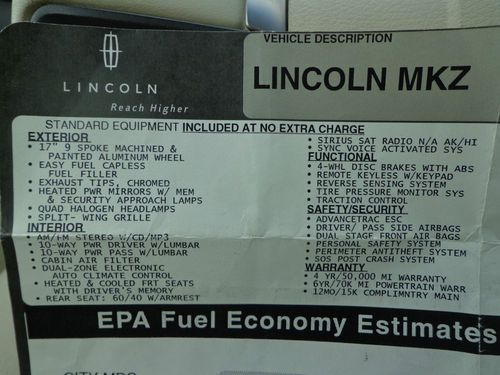 LINCOLN
Reach Higher
VEHICLE DESCRIPTION
LINCOLN MKZ
STANDARD EQUIPMENT INCLUDED AT NO EXTRA CHARGE
EXTERIOR
• 17" 9 SPOKE MACHINED &
PAINTED ALUMINUM WHEEL
• EASY FUEL CAPLESS
FUEL FILLER
• EXHAUST TIPS, CHROMED
• HEATED PWR MIRRORS W/ MEM
& SECURITY APPROACH LAMPS
• QUAD HALOGEN HEADLAMPS
• SPLIT- WING GRILLE
INTERIOR
• AM/FM STEREO W/CD/MP3
• 10-WAY PWR DRIVER W/LUMBAR
• 10-WAY PWR PASS W/LUMBAR
• CABIN AIR FILTER
• DUAL-ZONE ELECTRONIC
AUTO CLIMATE CONTROL
• HEATED & COOLED FRT SEATS
WITH DRIVER'S MEMORY
• REAR SEAT: 60/40 W/ARMREST
• SIRIUS SAT RADIO N/A AK/HI
• SYNC VOICE ACTIVATED SYS
FUNCTIONAL
• 4-WHL DISC BRAKES WITH ABS
• REMOTE KEYLESS W/KEYPAD
• REVERSE SENSING SYSTEM
• TIRE PRESSURE MONITOR SYS
• TRACTION CONTROL
SAFETY/SECURITY
• ADVANCETRAC ESC
• DRIVER/ PASS SIDE AIRBAGS
• DUAL STAGE FRONT AIR BAGS
• PERSONAL SAFETY SYSTEM
• PERIMETER ANTITHEFT SYSTEM
• SOS POST CRASH SYSTEM
WARRANTY
• 4 YR/50,000 MI WARRANTY
• 6YR/70K MI POWERTRAIN WARR
• 12MO/15K COMPLIMNTRY MAIN
EPA Fuel Economy Estimates
CITY MPG